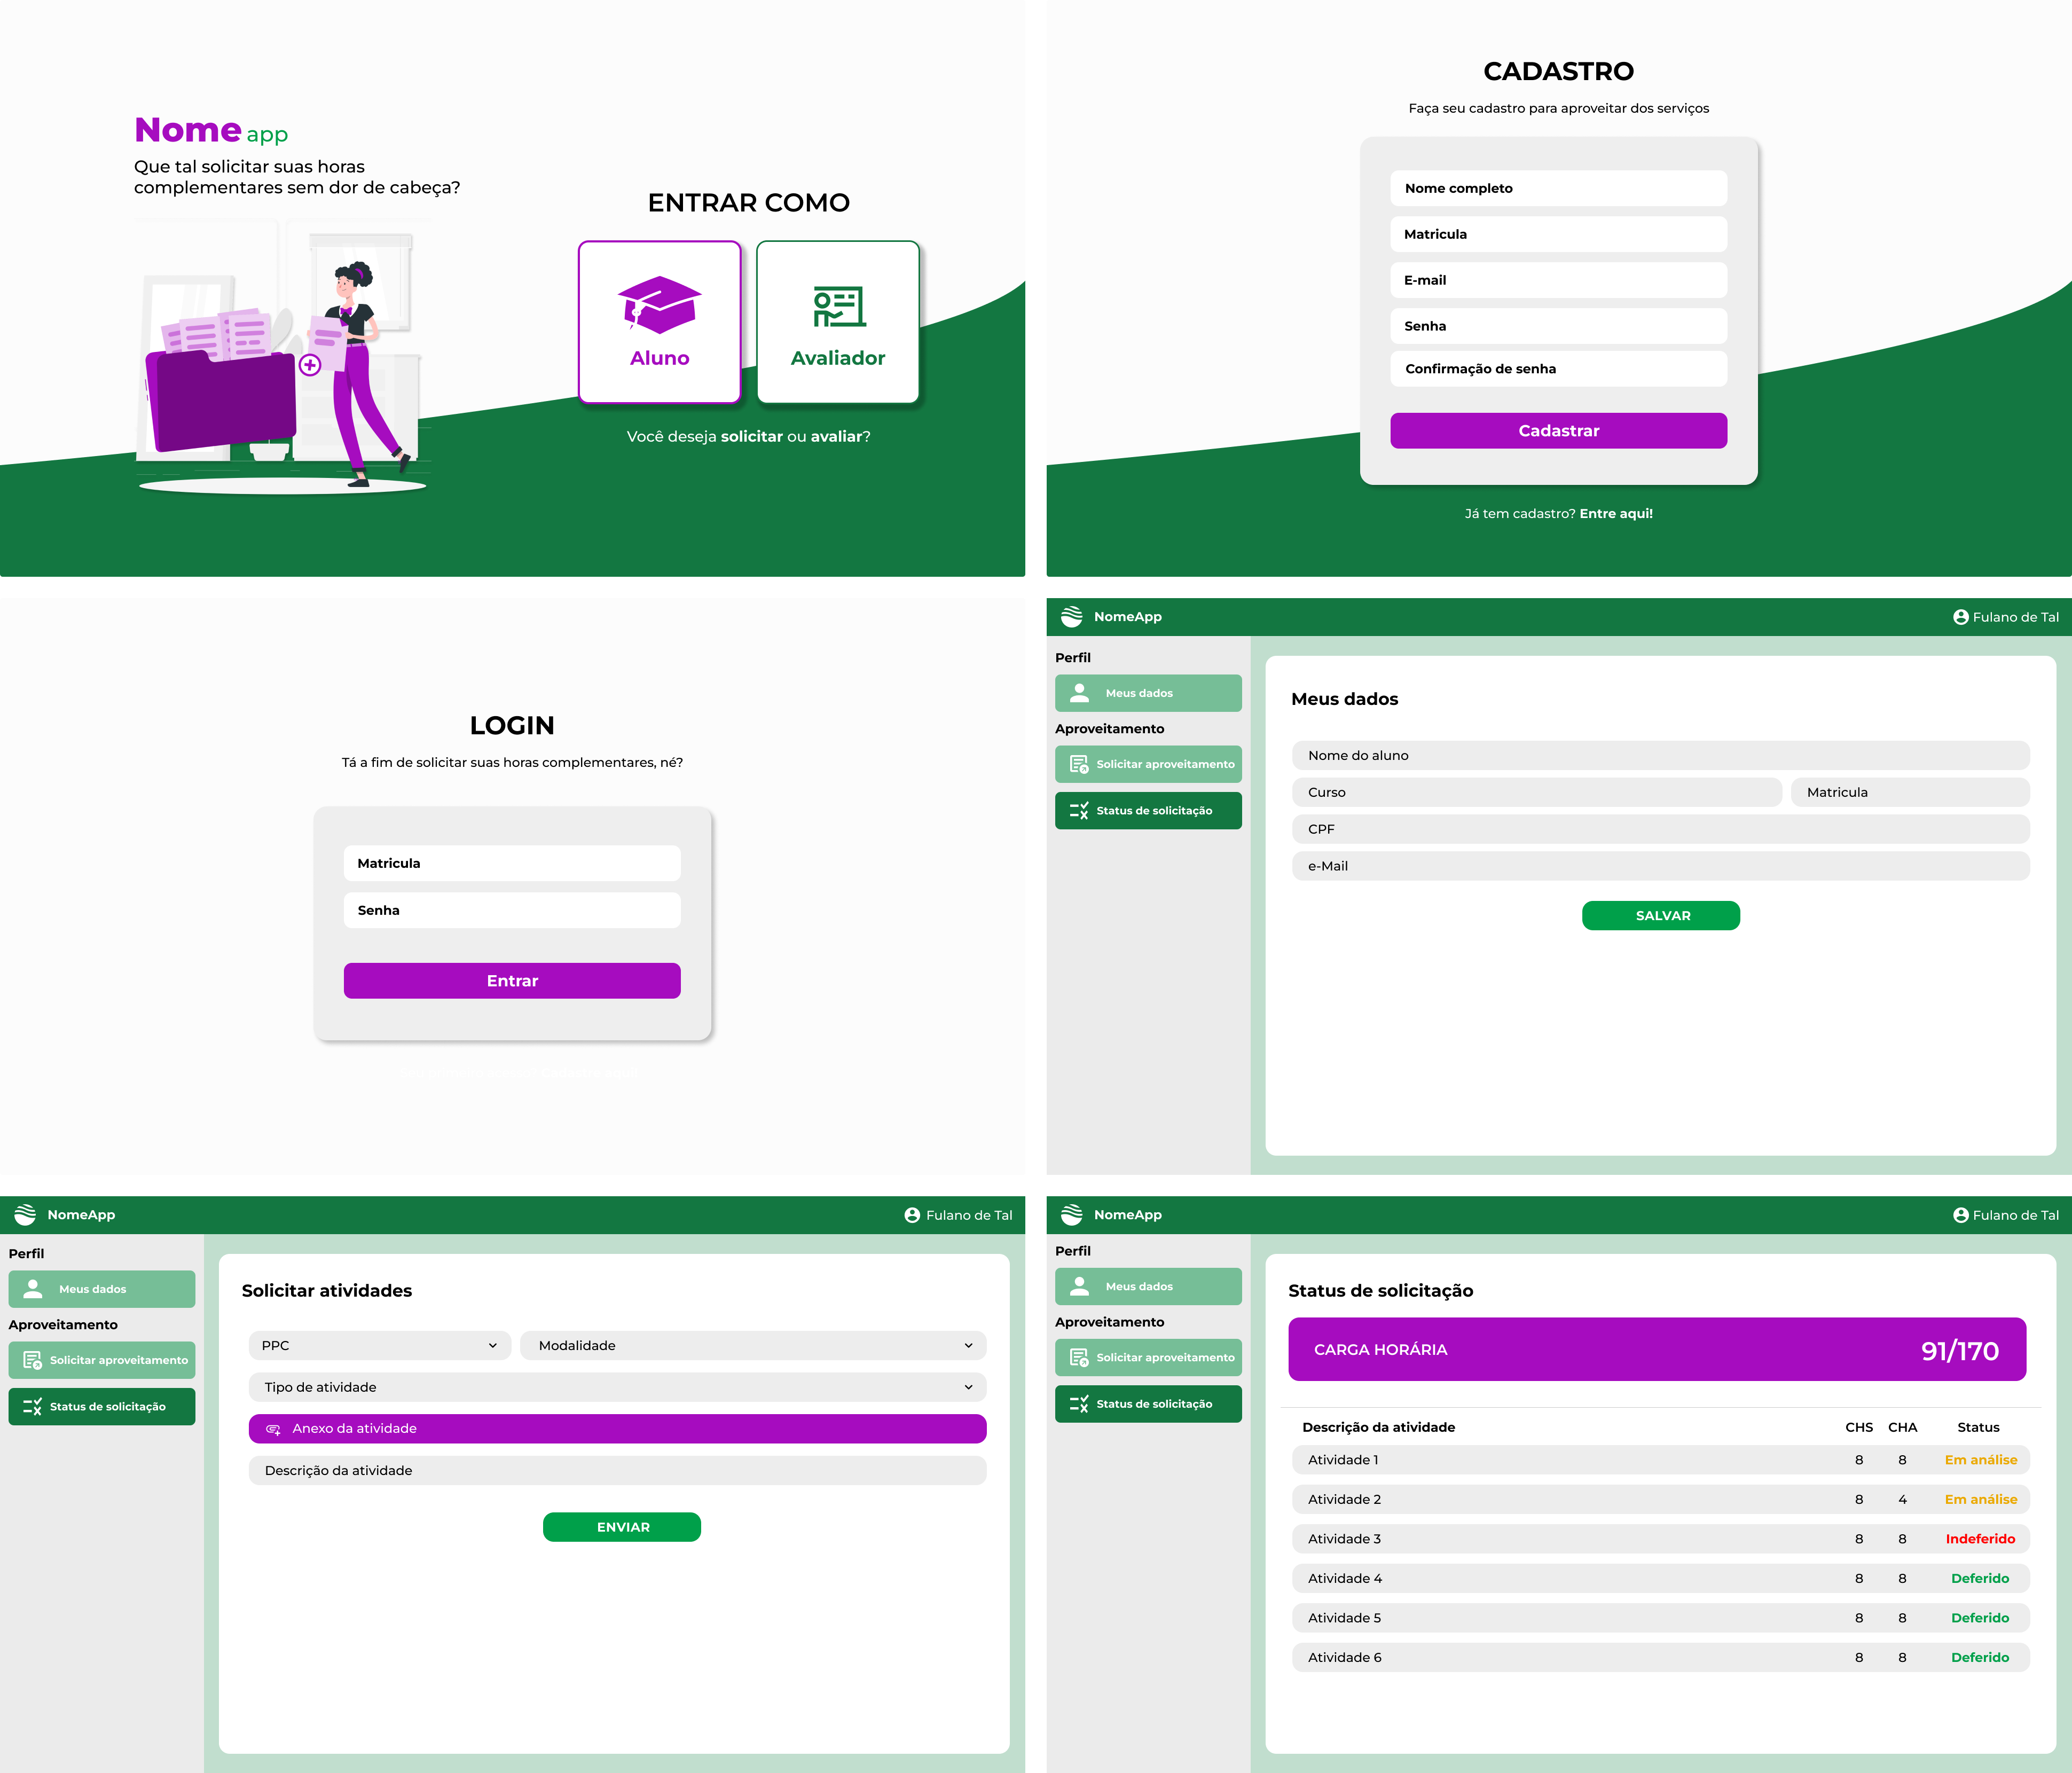 Nome app
Que tal solicitar suas horas
complementares sem dor de cabeça?
ENTRAR COMO
Aluno
Avaliador
Você deseja solicitar ou avaliar?
CADASTRO
Faça seu cadastro para aproveitar dos serviços
Nome completo
Matricula
E-mail
Senha
Confirmação de senha
Cadastrar
Já tem cadastro? Entre aqui!
LOGIN
Tá a fim de solicitar suas horas complementares, né?
Matricula
Senha
Entrar
NomeApp
Fulano de Tal
Perfil
Meus dados
Aproveitamento
Solicitar aproveitamento
Status de solicitação
Meus dados
Nome do aluno
Curso
Matricula
CPF
e-Mail
SALVAR
NomeApp
Fulano de Tal
Perfil
Meus dados
Aproveitamento
Solicitar aproveitamento
Status de solicitação
Solicitar atividades
PPC
Modalidade
Tipo de atividade
Anexo da atividade
Descrição da atividade
ENVIAR
NomeApp
Fulano de Tal
Perfil
Meus dados
Aproveitamento
Solicitar aproveitamento
Status de solicitação
Status de solicitação
CARGA HORÁRIA 91/170
Descrição da atividade CHS CHA Status
Atividade 1 8 8 Em análise
Atividade 2 8 4 Em análise
Atividade 3 8 8 Indeferido
Atividade 4 8 8 Deferido
Atividade 5 8 8 Deferido
Atividade 6 8 8 Deferido